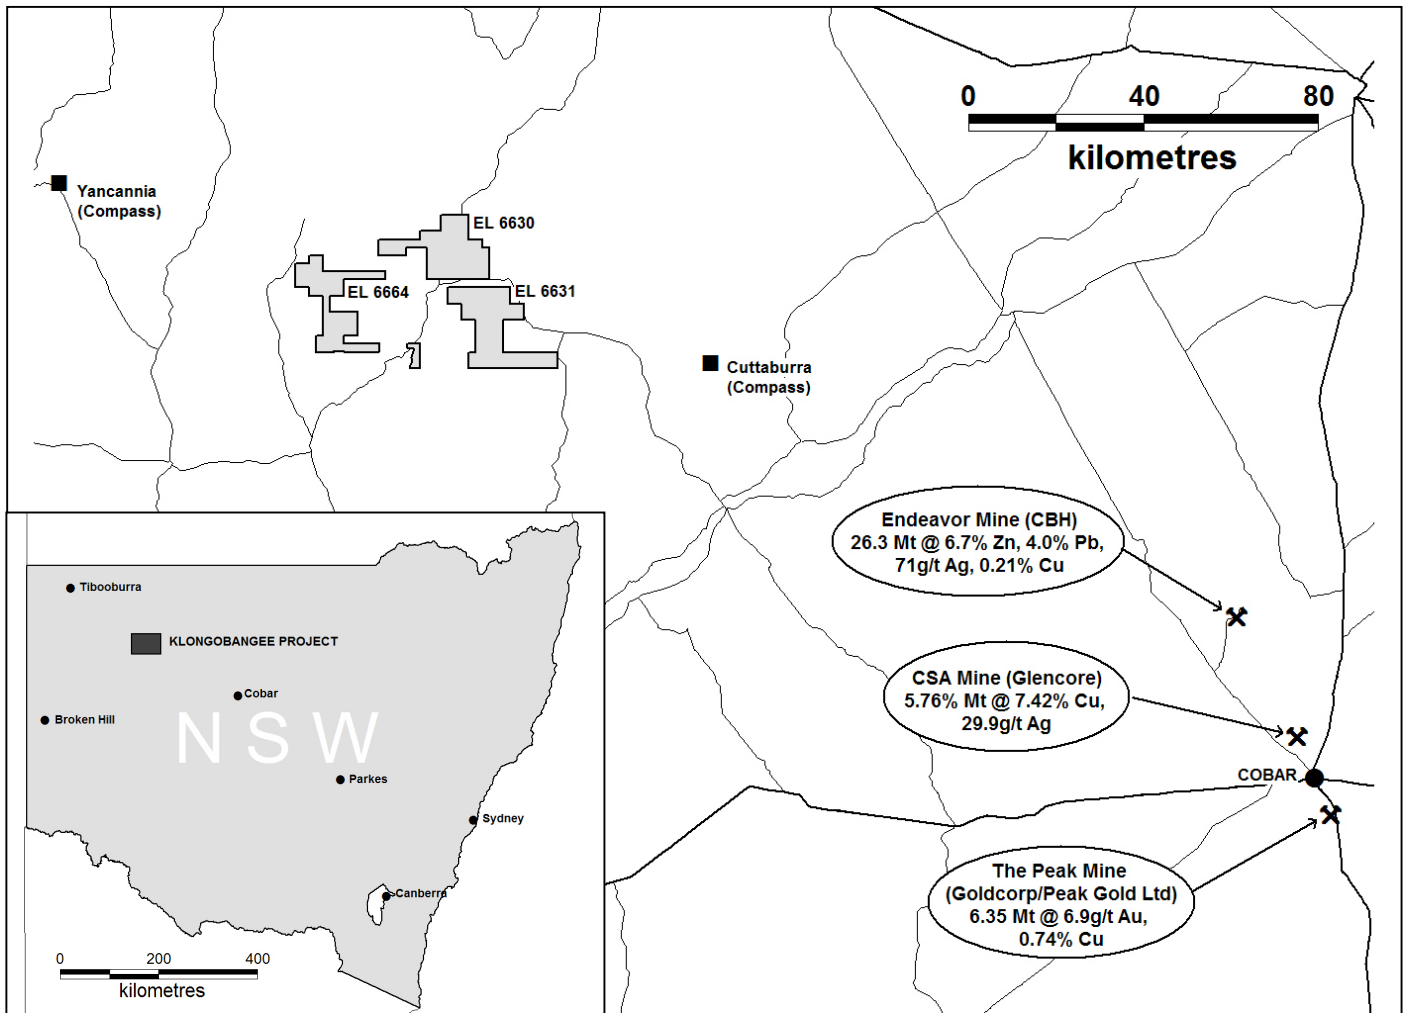 0 40 80
kilometres
Yancannia
(Compass)
EL 6630
EL 6664
EL 6631
Cuttaburra
(Compass)
Endeavor Mine (CBH)
26.3 Mt @ 6.7% Zn, 4.0% Pb,
71g/t Ag, 0.21% Cu
CSA Mine (Glencore)
5.76% Mt @ 7.42% Cu,
29.9g/t Ag
COBAR
The Peak Mine
(Goldcorp/Peak Gold Ltd)
6.35 Mt @ 6.9g/t Au,
0.74% Cu
Tibooburra
KLONGOBANGEE PROJECT
Cobar
Broken Hill
NSW
Parkes
Sydney
Canberra
0 200 400
kilometres